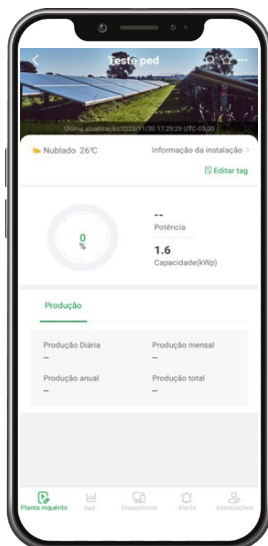 Teste ped
Última atualização 2023/11/30 17:29:29 UTC-03:00
Nublado 26°C
Informação da instalação >
Editar tag
0
%
--
Potência
1.6
Capacidade(kWp)
Produção
Produção Diária
--
Produção mensal
--
Produção anual
--
Produção total
--
Planta inquérito
Dispositivos
Alerta
Associações